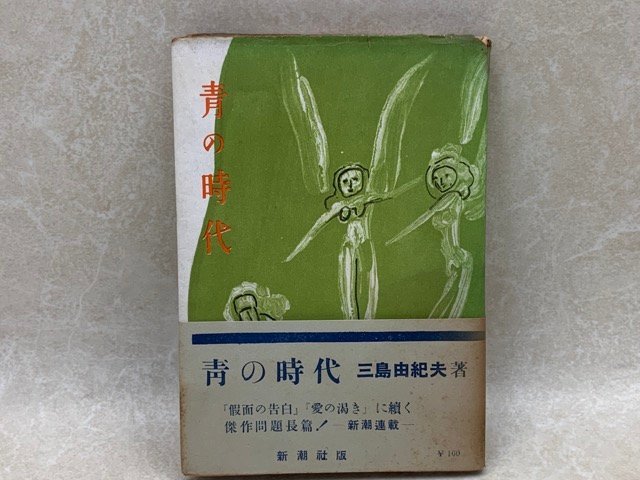 青の時代
青の時代 三島由紀夫著
「假面の告白」「愛の渇き」に續く
傑作問題長篇! ―新潮連載―
新潮社版 ¥160